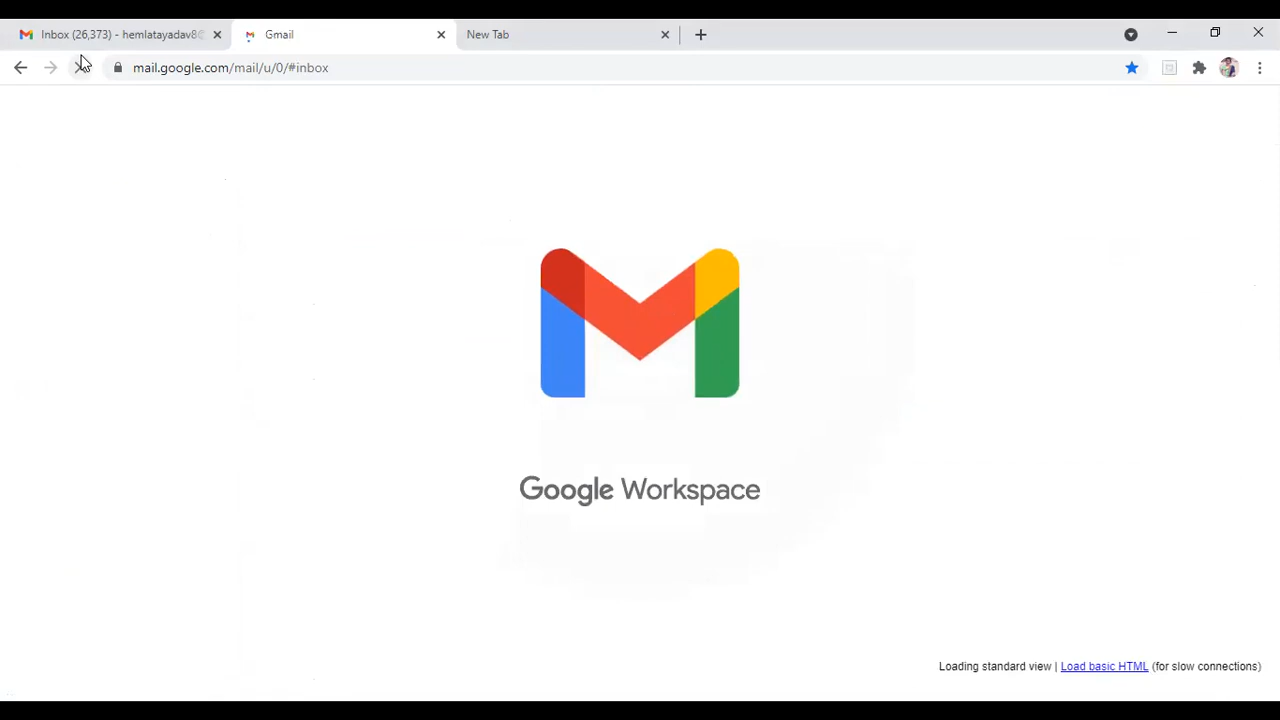 Inbox (26,373) - hemlatayadav8@
Gmail
New Tab
mail.google.com/mail/u/0/#inbox
Google Workspace
Loading standard view | Load basic HTML (for slow connections)